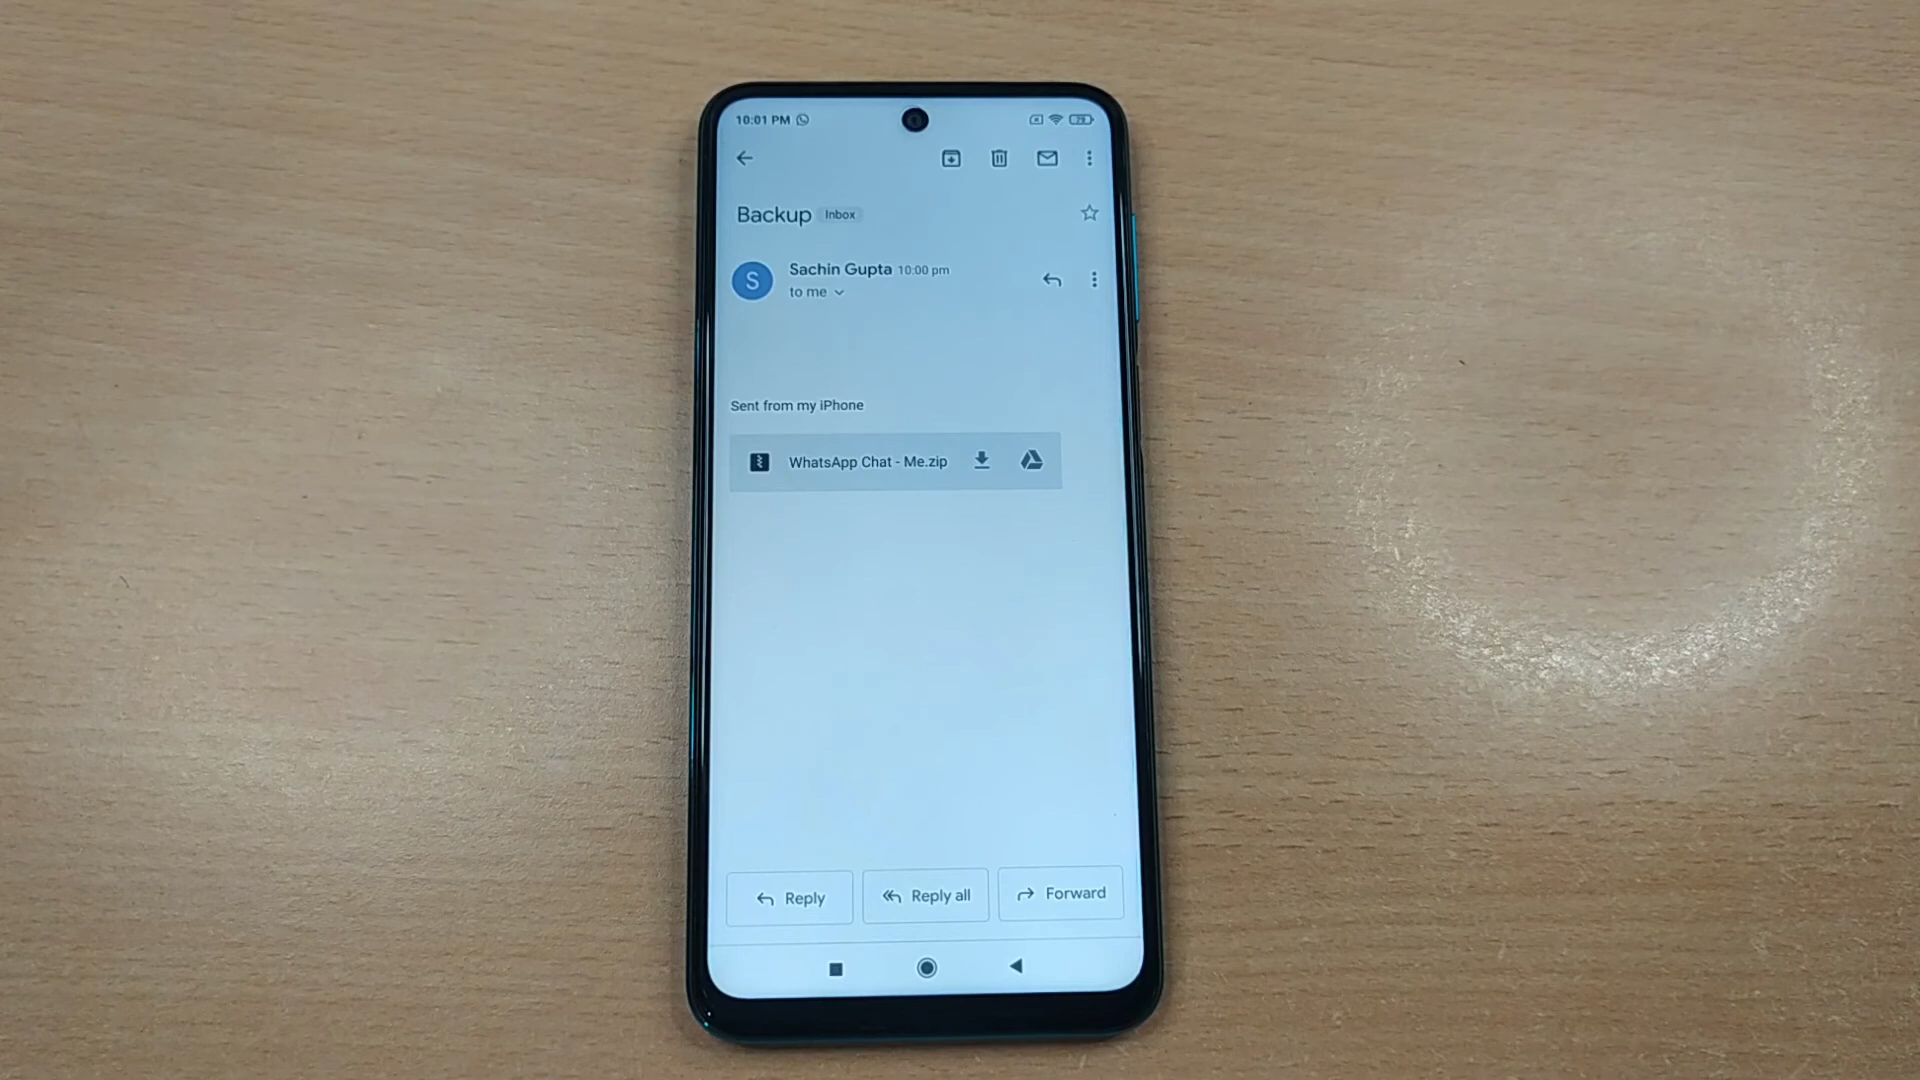 10:01 PM 79
Backup Inbox
S
Sachin Gupta 10:00 pm
to me
Sent from my iPhone
WhatsApp Chat - Me.zip
Reply Reply all Forward